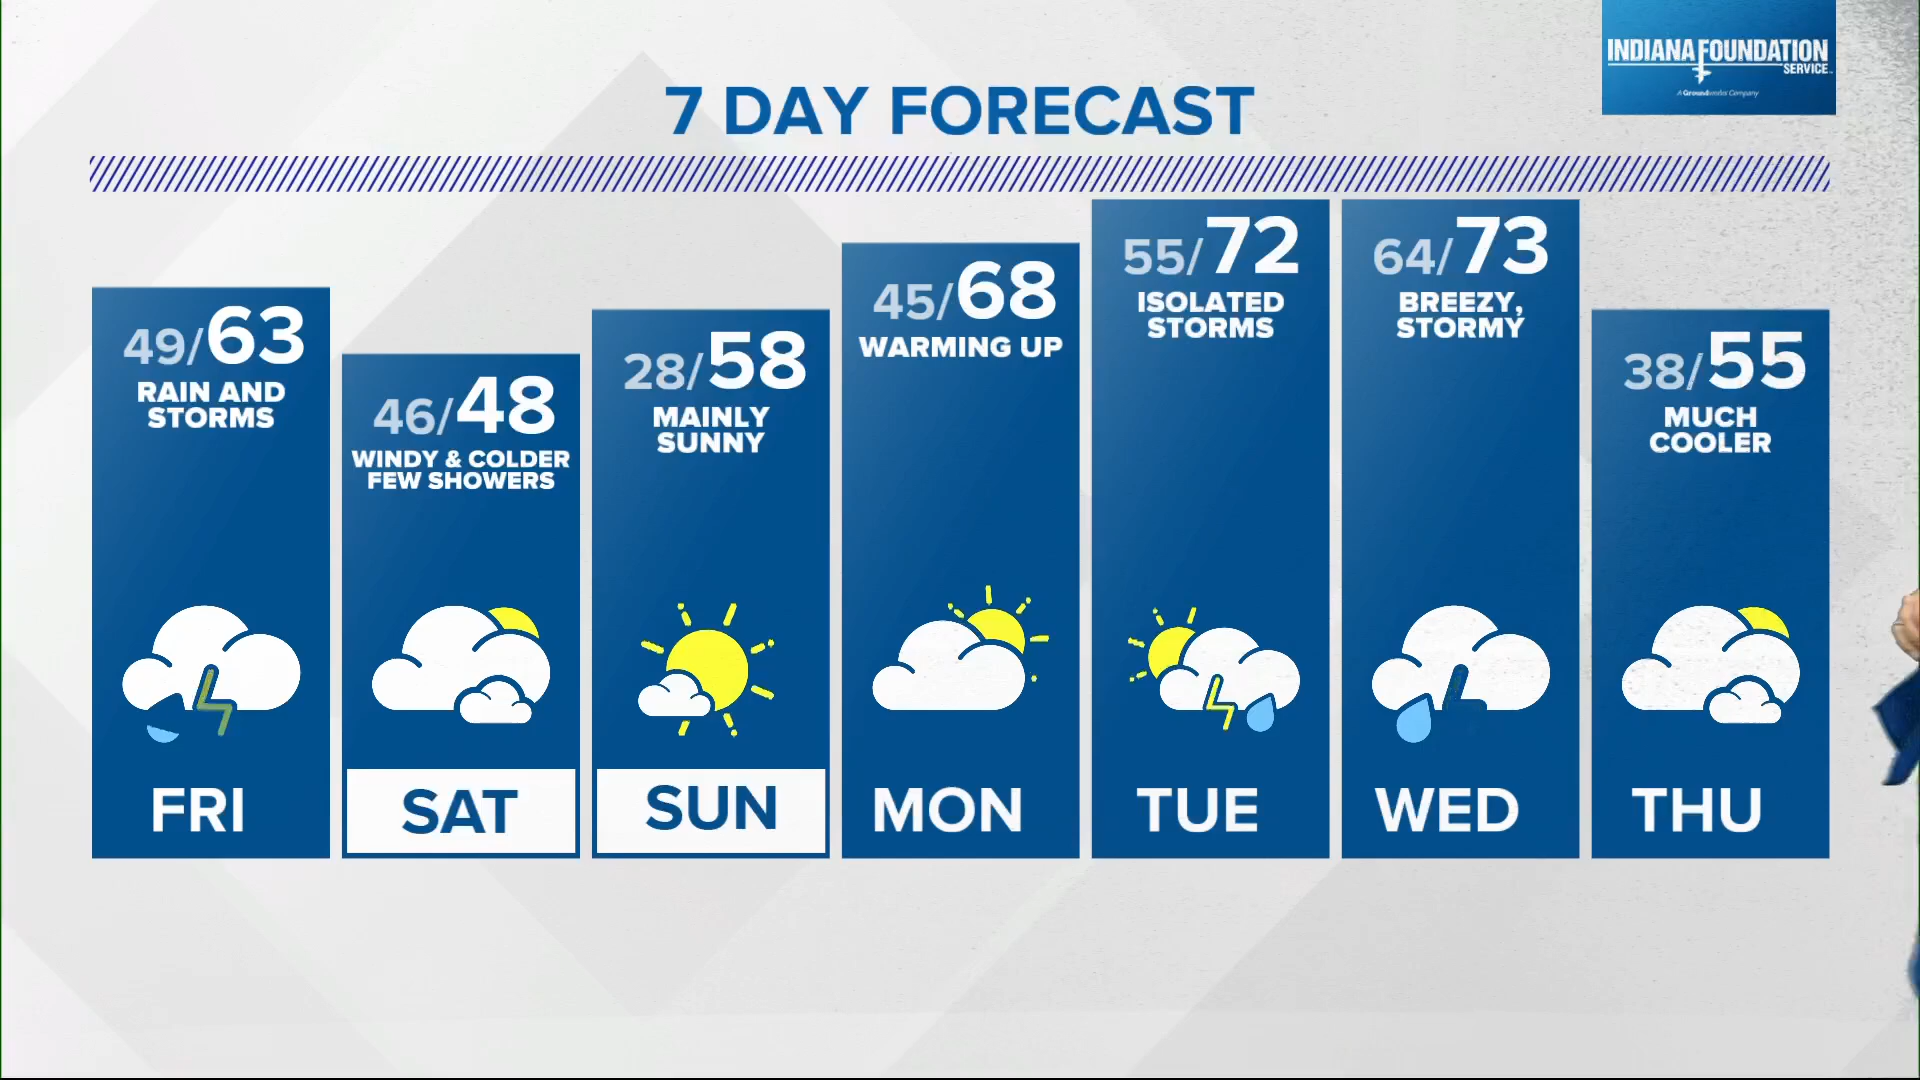 INDIANA FOUNDATION
SERVICE
A Groundworks Company
7 DAY FORECAST
49/63
RAIN AND
STORMS
FRI
46/48
WINDY & COLDER
FEW SHOWERS
SAT
28/58
MAINLY
SUNNY
SUN
45/68
WARMING UP
MON
55/72
ISOLATED
STORMS
TUE
64/73
BREEZY,
STORMY
WED
38/55
MUCH
COOLER
THU